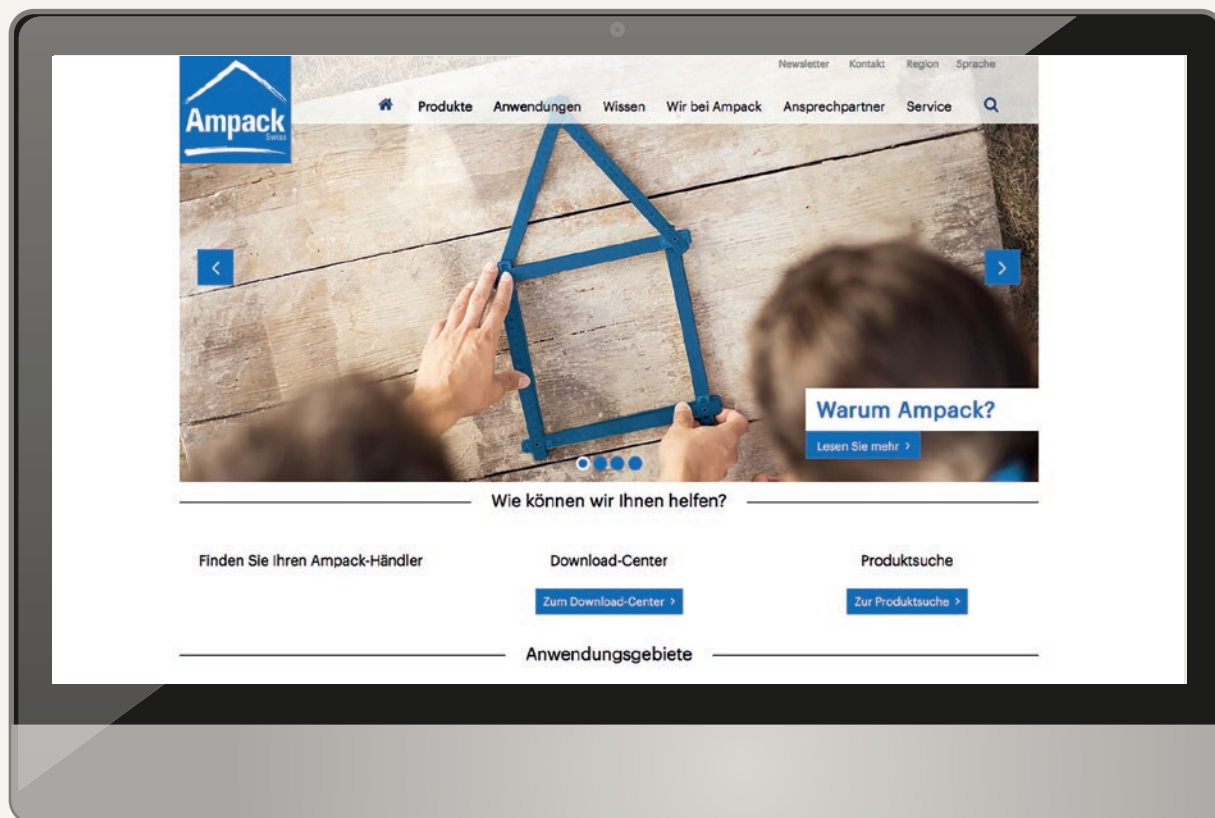 Ampack
Swiss
Newsletter Kontakt Region Sprache
Produkte Anwendungen Wissen Wir bei Ampack Ansprechpartner Service
Warum Ampack?
Lesen Sie mehr >
Wie können wir Ihnen helfen?
Finden Sie Ihren Ampack-Händler
Download-Center
Zum Download-Center >
Produktsuche
Zur Produktsuche >
Anwendungsgebiete